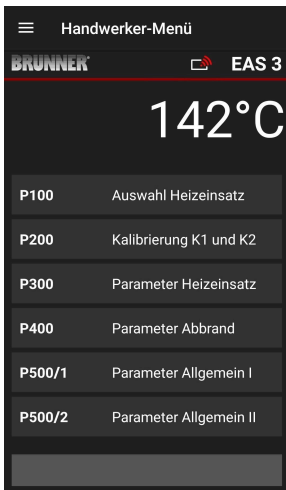 Handwerker-Menü
BRUNNER EAS 3
142°C
P100 Auswahl Heizeinsatz
P200 Kalibrierung K1 und K2
P300 Parameter Heizeinsatz
P400 Parameter Abbrand
P500/1 Parameter Allgemein I
P500/2 Parameter Allgemein II